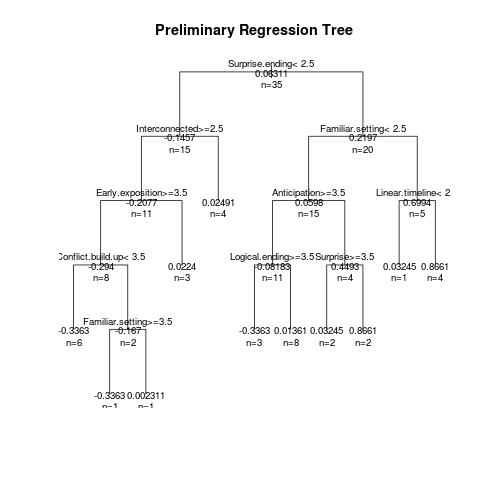 Preliminary Regression Tree
Surprise.ending< 2.5
0.06311
n=35
Interconnected>=2.5
-0.1457
n=15
Familiar.setting< 2.5
0.2197
n=20
Early.exposition>=3.5
-0.2077
n=11
0.02491
n=4
Anticipation>=3.5
0.0598
n=15
Linear.timeline< 2
0.6994
n=5
Conflict.build.up< 3.5
-0.294
n=8
0.0224
n=3
Logical.ending>=3.5
-0.08183
n=11
Surprise>=3.5
0.4493
n=4
0.03245
n=1
0.8661
n=4
-0.3363
n=6
Familiar.setting>=3.5
-0.167
n=2
-0.3363
n=3
0.01361
n=8
0.03245
n=2
0.8661
n=2
-0.3363
n=1
0.002311
n=1